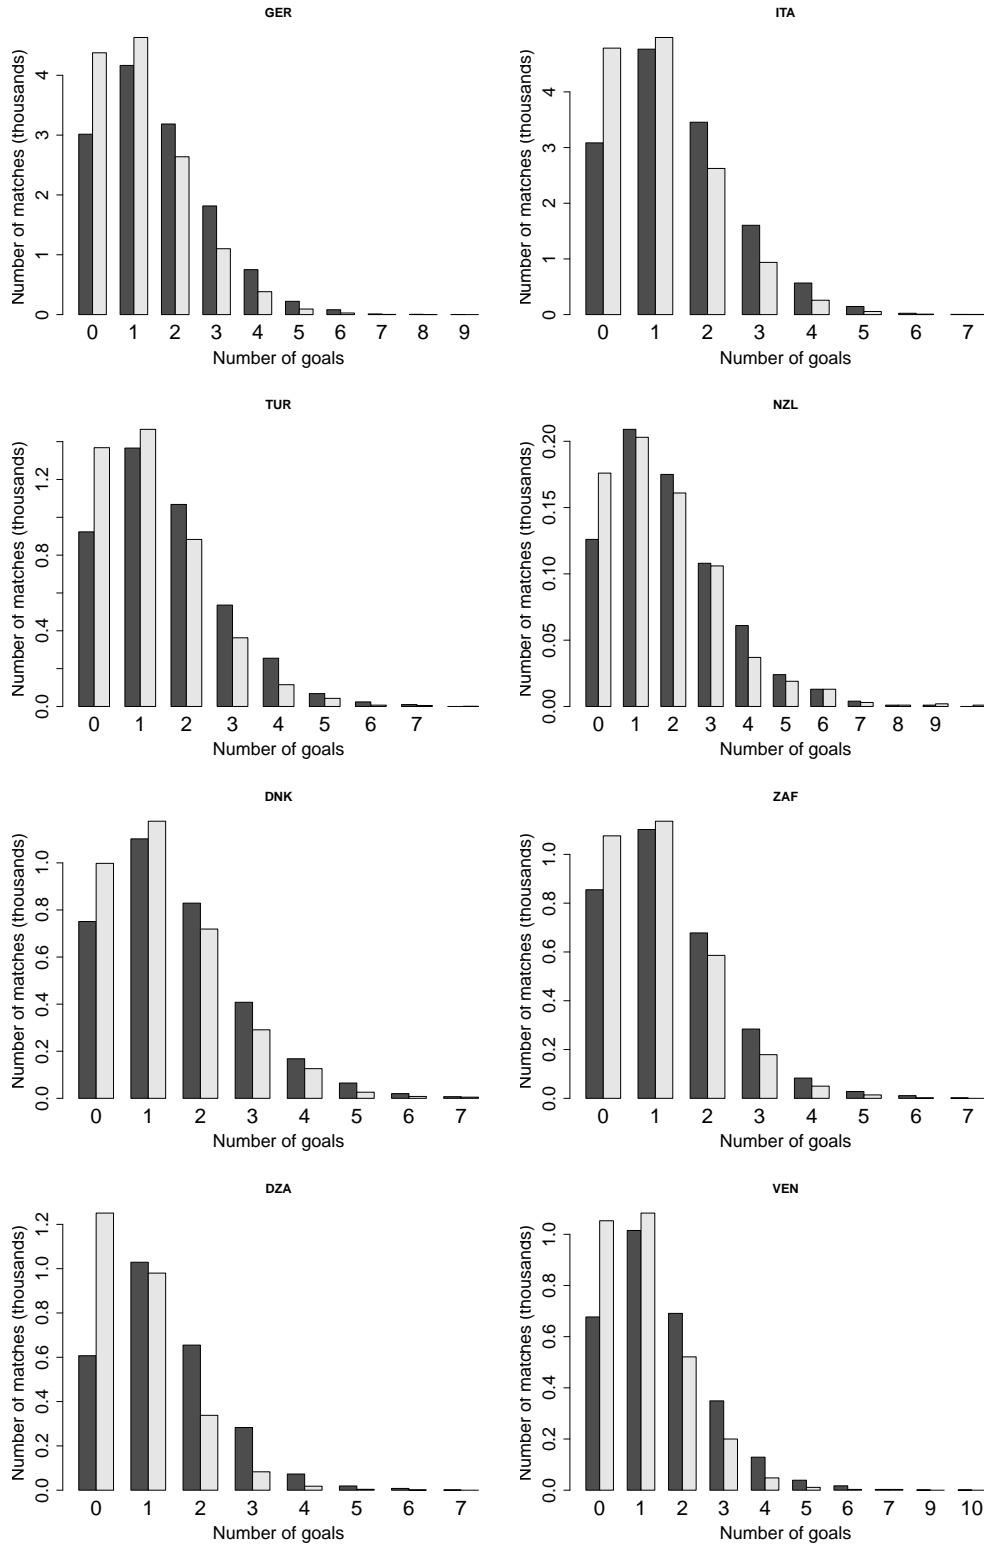 GER
Number of matches (thousands)
0 1 2 3 4
0 1 2 3 4 5 6 7 8 9
Number of goals
ITA
Number of matches (thousands)
0 1 3 4
0 1 2 3 4 5 6 7
Number of goals
TUR
Number of matches (thousands)
0.0 0.4 0.8 1.2
0 1 2 3 4 5 6 7
Number of goals
NZL
Number of matches (thousands)
0.00 0.05 0.10 0.15 0.20
0 1 2 3 4 5 6 7 8 9
Number of goals
DNK
Number of matches (thousands)
0.0 0.2 0.4 0.6 0.8 1.0
0 1 2 3 4 5 6 7
Number of goals
ZAF
Number of matches (thousands)
0.0 0.2 0.4 0.6 0.8 1.0
0 1 2 3 4 5 6 7
Number of goals
DZA
Number of matches (thousands)
0.0 0.2 0.4 0.6 0.8 1.0 1.2
0 1 2 3 4 5 6 7
Number of goals
VEN
Number of matches (thousands)
0.0 0.2 0.4 0.6 0.8 1.0
0 1 2 3 4 5 6 7 9 10
Number of goals